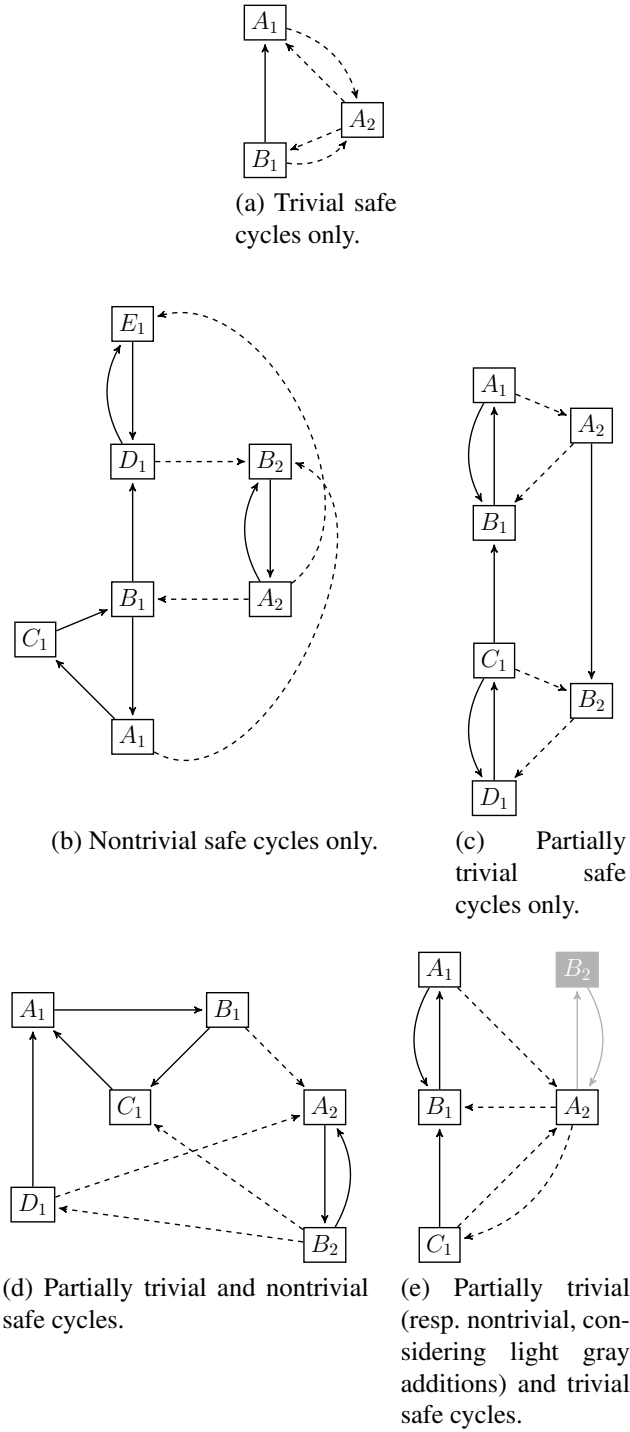 A₁
A₂
B₁
(a) Trivial safe
cycles only.
E₁
D₁
B₂
B₁
A₂
C₁
A₁
(b) Nontrivial safe cycles only.
A₁
A₂
B₁
C₁
B₂
D₁
(c) Partially
trivial safe
cycles only.
A₁
B₁
C₁
A₂
D₁
B₂
(d) Partially trivial and nontrivial
safe cycles.
A₁
B₂
B₁
A₂
C₁
(e) Partially trivial
(resp. nontrivial, con-
sidering light gray
additions) and trivial
safe cycles.